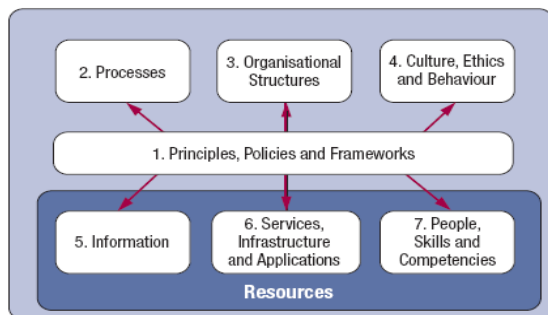 2. Processes
3. Organisational
Structures
4. Culture, Ethics
and Behaviour
1. Principles, Policies and Frameworks
5. Information
6. Services,
Infrastructure
and Applications
7. People,
Skills and
Competencies
Resources